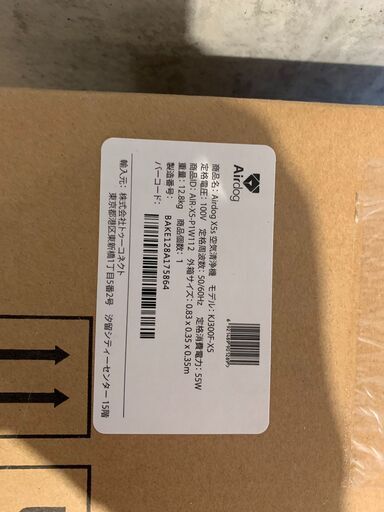 Airdog
商品名：Airdog X5s 空気清浄機　モデル：KJ300F-X5
定格電圧：100V　定格周波数：50/60Hz　定格消費電力：55W
商品ID：AIR-X5-P1W112　外箱サイズ：0.83 x 0.35 x 0.35m
重量：12.8kg　商品個数：1
製造番号：　BAKE128A175864
バーコード：
輸入元：株式会社トゥーコネクト
東京都港区東新橋1丁目5番2号　汐留シティーセンター 15階